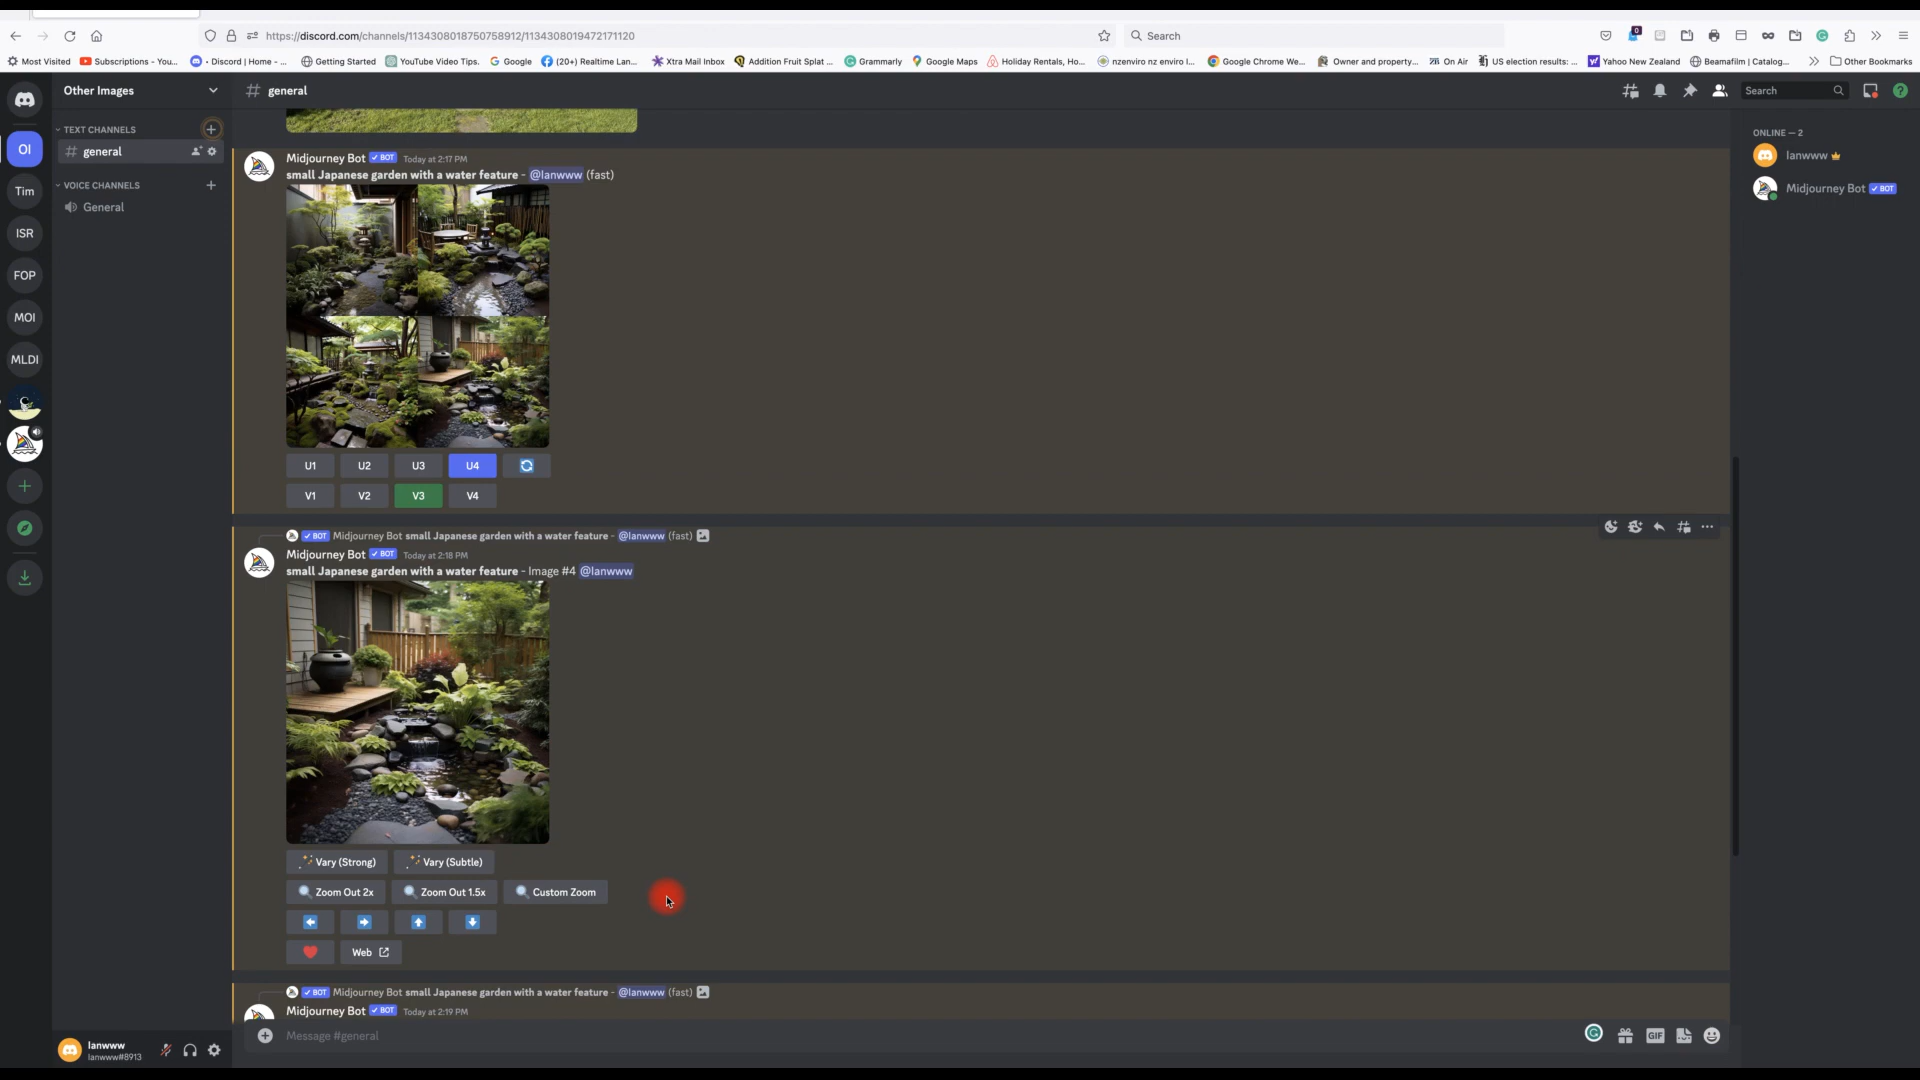 https://discord.com/channels/1134308018750758912/1134308019472171120
Search
0
Most Visited
Subscriptions - You...
· Discord | Home - ...
Getting Started
YouTube Video Tips.
Google
(20+) Realtime Lan...
Xtra Mail Inbox
Addition Fruit Splat ...
Grammarly
Google Maps
Holiday Rentals, Ho...
nzenviro nz enviro l...
Google Chrome We...
Owner and property...
On Air
US election results: ...
Yahoo New Zealand
Beamafilm | Catalog...
Other Bookmarks
Other Images
general
Search
TEXT CHANNELS
general
VOICE CHANNELS
General
OI
Tim
ISR
FOP
MOI
MLDI
Midjourney Bot BOT Today at 2:17 PM
small Japanese garden with a water feature - @lanwww (fast)
U1 U2 U3 U4
V1 V2 V3 V4
BOT Midjourney Bot small Japanese garden with a water feature - @lanwww (fast)
Midjourney Bot BOT Today at 2:18 PM
small Japanese garden with a water feature - Image #4 @lanwww
Vary (Strong) Vary (Subtle)
Zoom Out 2x Zoom Out 1.5x Custom Zoom
Web
BOT Midjourney Bot small Japanese garden with a water feature - @lanwww (fast)
Midjourney Bot BOT Today at 2:19 PM
Message #general
GIF
lanwww
lanwww#8913
ONLINE — 2
lanwww
Midjourney Bot BOT